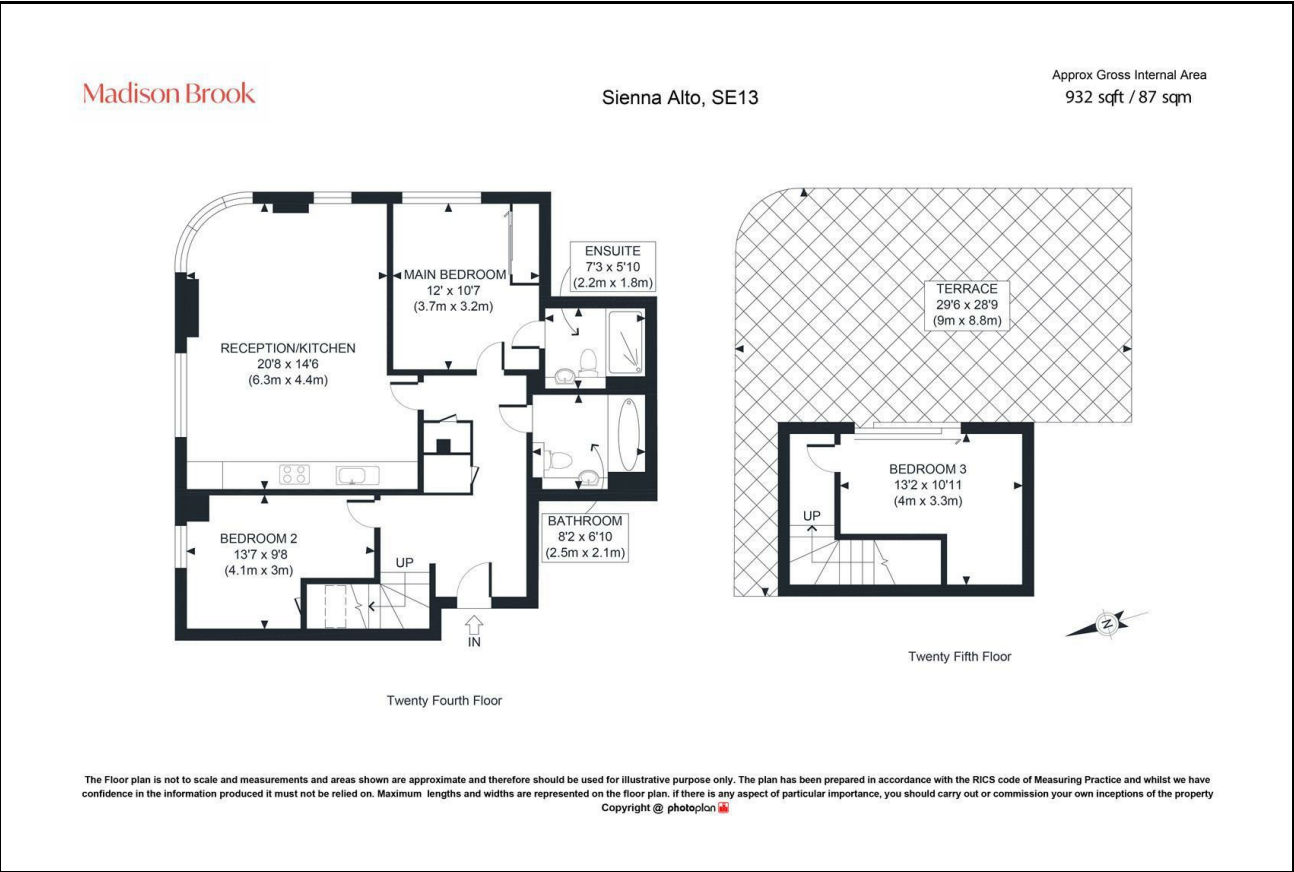 Madison Brook
Sienna Alto, SE13
Approx Gross Internal Area
932 sqft / 87 sqm
ENSUITE
7'3 x 5'10
(2.2m x 1.8m)
MAIN BEDROOM
12' x 10'7
(3.7m x 3.2m)
RECEPTION/KITCHEN
20'8 x 14'6
(6.3m x 4.4m)
BATHROOM
8'2 x 6'10
(2.5m x 2.1m)
BEDROOM 2
13'7 x 9'8
(4.1m x 3m)
UP
IN
Twenty Fourth Floor
TERRACE
29'6 x 28'9
(9m x 8.8m)
BEDROOM 3
13'2 x 10'11
(4m x 3.3m)
UP
N
Twenty Fifth Floor
The Floor plan is not to scale and measurements and areas shown are approximate and therefore should be used for illustrative purpose only. The plan has been prepared in accordance with the RICS code of Measuring Practice and whilst we have
confidence in the information produced it must not be relied on. Maximum lengths and widths are represented on the floor plan. if there is any aspect of particular importance, you should carry out or commission your own inceptions of the property
Copyright @ photoplan